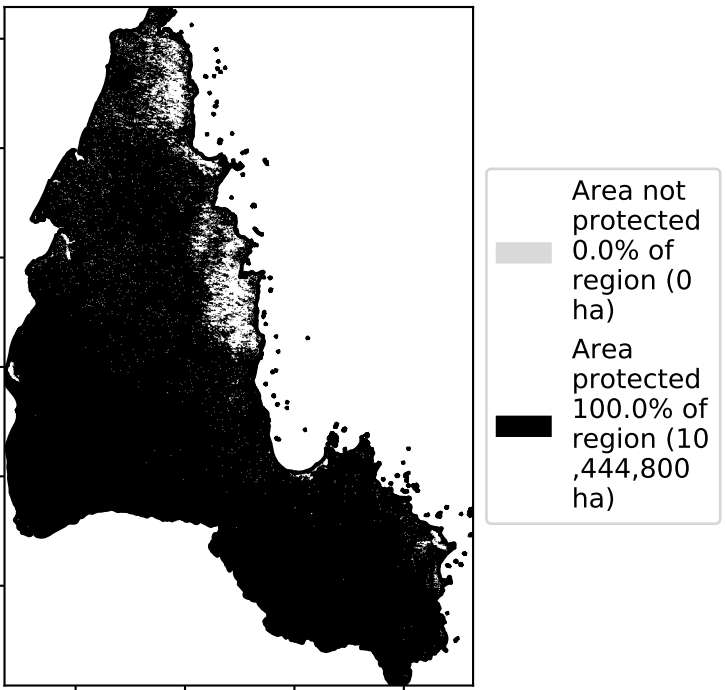 Area not
protected
0.0% of
region (0
ha)
Area
protected
100.0% of
region (10
,444,800
ha)